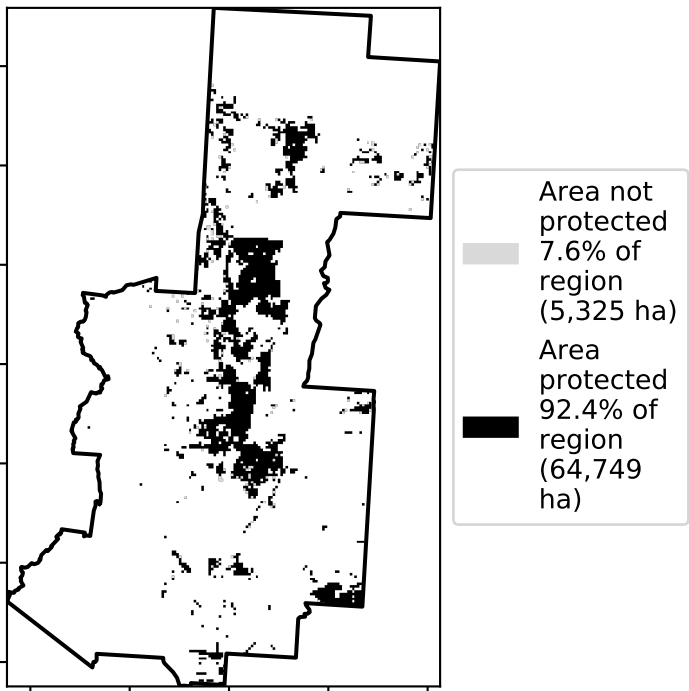 Area not
protected
7.6% of
region
(5,325 ha)
Area
protected
92.4% of
region
(64,749
ha)